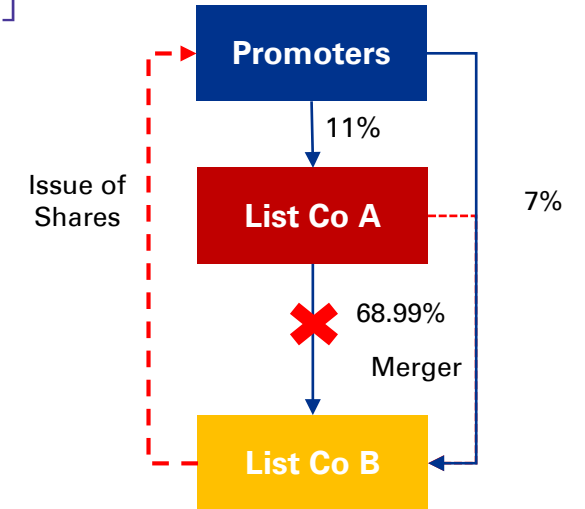 Promoters
11%
Issue of
Shares
List Co A
7%
68.99%
Merger
List Co B